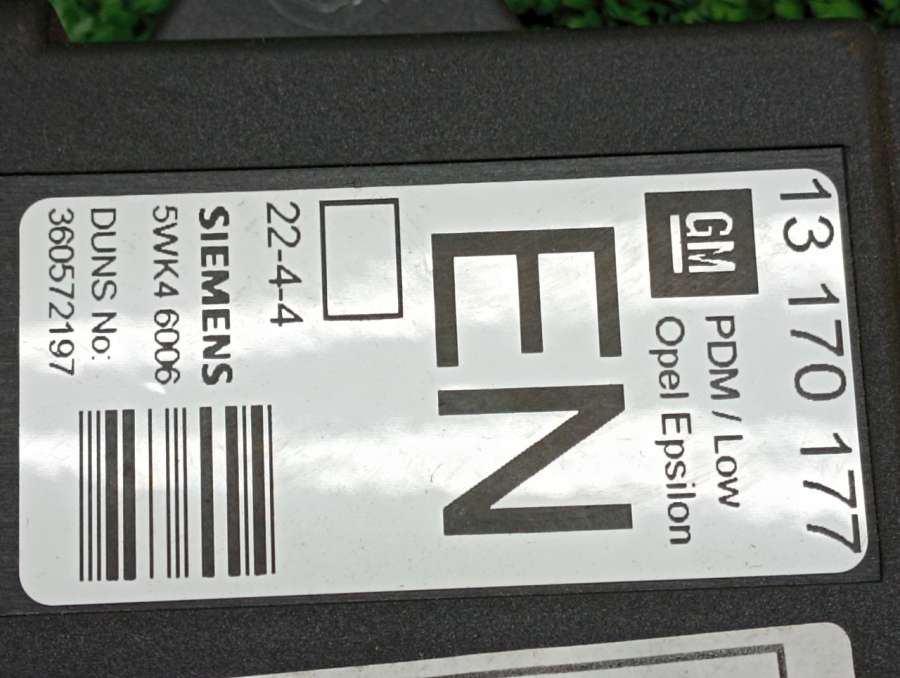 13 170 177
GM
PDM / Low
Opel Epsilon
EN
22-4-4
SIEMENS
5WK4 6006
DUNS No:
360572197